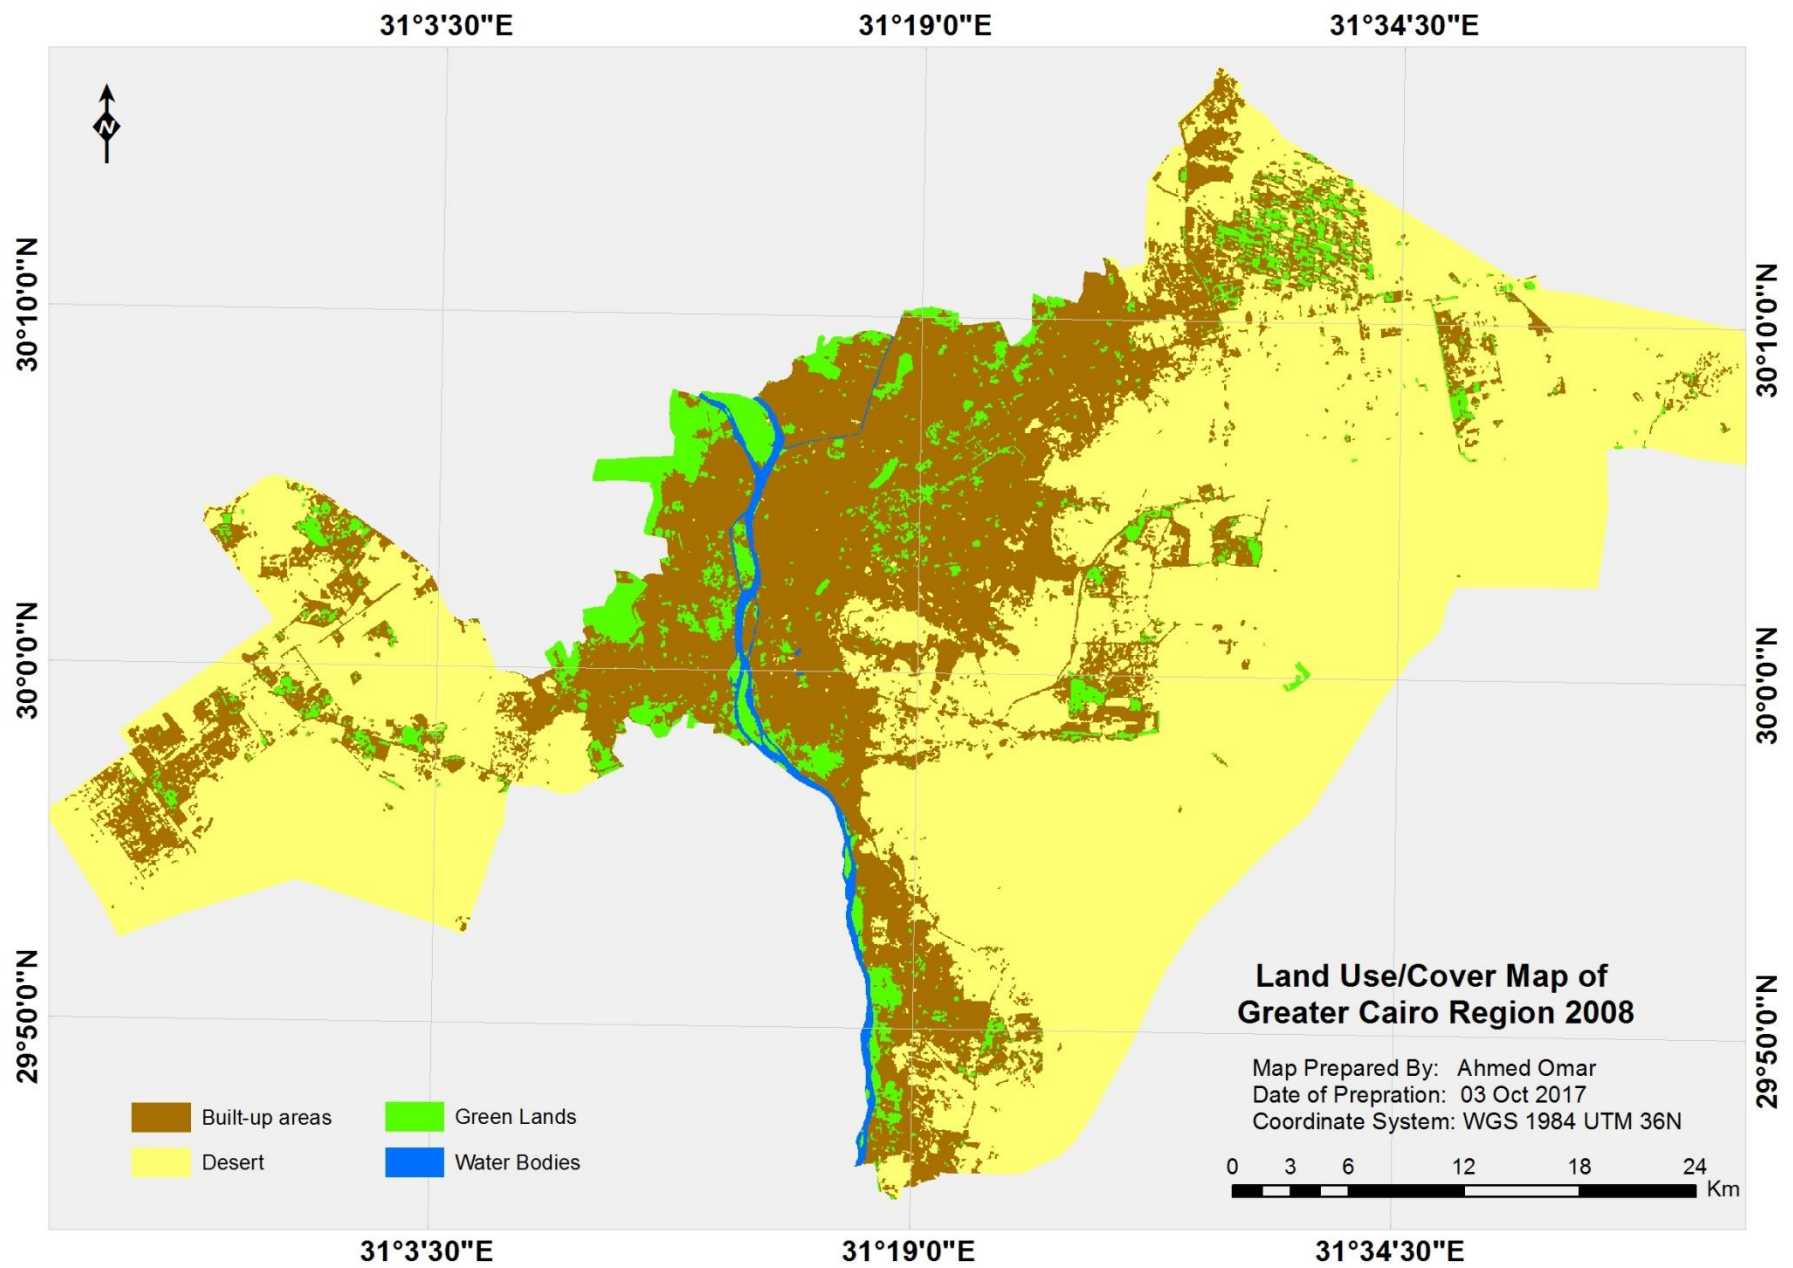 31°3'30"E 31°19'0"E 31°34'30"E
N
30°10'0"N 30°10'0"N
30°0'0"N 30°0'0"N
29°50'0"N 29°50'0"N
Land Use/Cover Map of
Greater Cairo Region 2008
Map Prepared By: Ahmed Omar
Date of Prepration: 03 Oct 2017
Coordinate System: WGS 1984 UTM 36N
Built-up areas Green Lands
Desert Water Bodies
0 3 6 12 18 24
Km
31°3'30"E 31°19'0"E 31°34'30"E